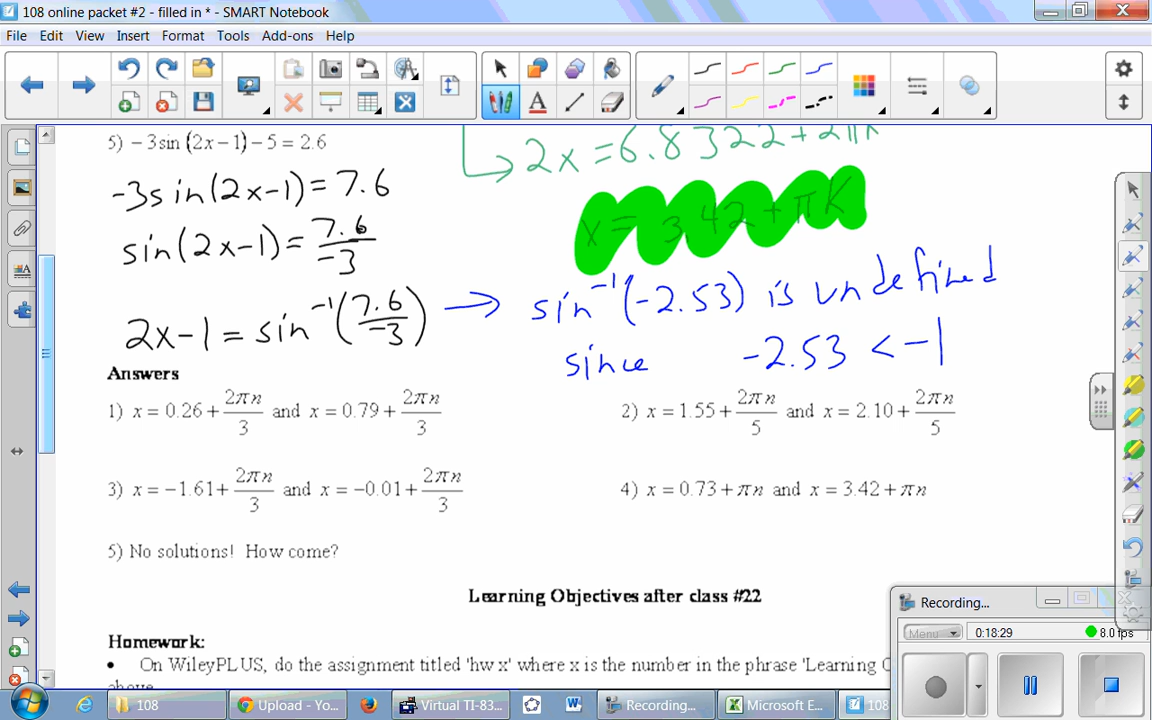 108 online packet #2 - filled in * - SMART Notebook
File Edit View Insert Format Tools Add-ons Help
5) −3sin(2x−1)−5=2.6
-3sin(2x-1)=7.6
sin(2x-1)=7.6/-3
2x-1=sin⁻¹(7.6/-3) →
2x=6.8322+2πK
x=3.42+πK
sin⁻¹(-2.53) is undefined
since -2.53 < -1
Answers
1) x=0.26+2πn/3 and x=0.79+2πn/3
2) x=1.55+2πn/5 and x=2.10+2πn/5
3) x=−1.61+2πn/3 and x=−0.01+2πn/3
4) x=0.73+πn and x=3.42+πn
5) No solutions! How come?
Learning Objectives after class #22
Homework:
• On WileyPLUS, do the assignment titled 'hw x' where x is the number in the phrase 'Learning
above
Recording...
Menu 0:18:29 8.0 fps
108 Upload - Yo... Virtual TI-83... Recording... Microsoft E... 108